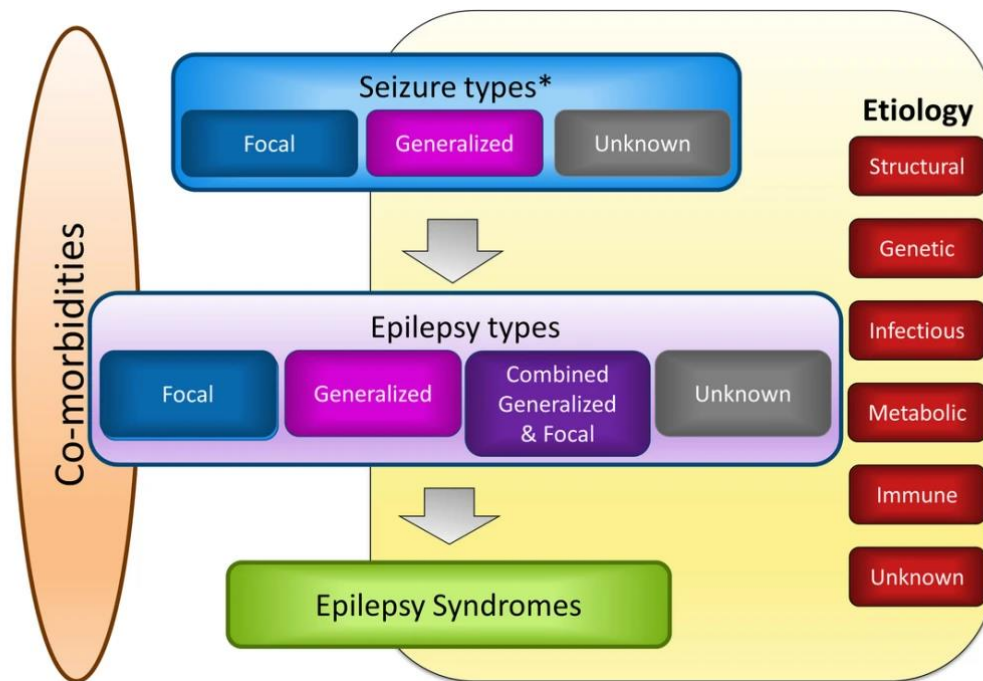 Co-morbidities
Seizure types*
Focal
Generalized
Unknown
Epilepsy types
Focal
Generalized
Combined
Generalized
& Focal
Unknown
Epilepsy Syndromes
Etiology
Structural
Genetic
Infectious
Metabolic
Immune
Unknown